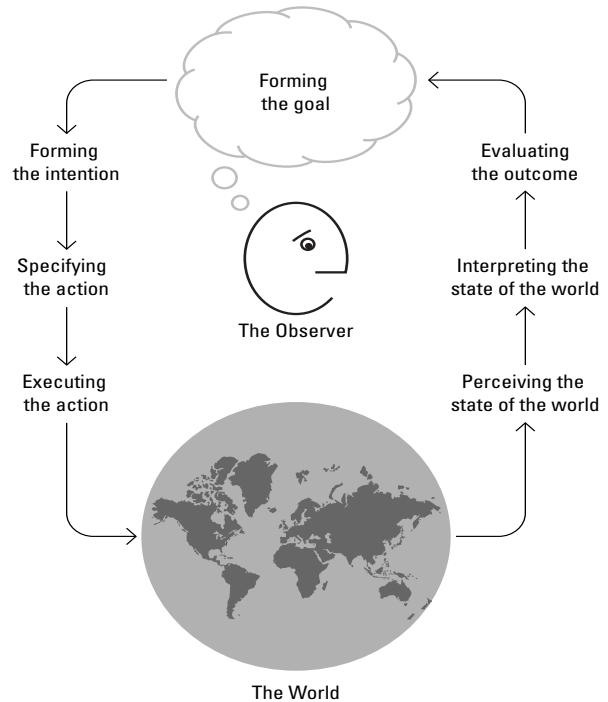 Forming
the goal
Forming
the intention
Specifying
the action
Executing
the action
Evaluating
the outcome
Interpreting the
state of the world
Perceiving the
state of the world
The Observer
The World